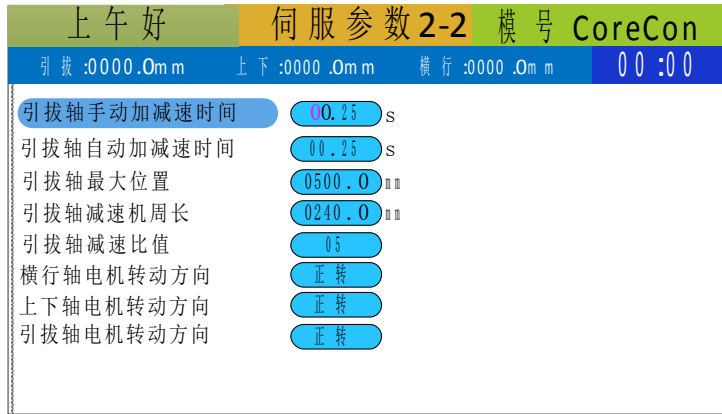 上午好 伺服参数2-2 模号 CoreCon
引拔:0000.0mm 上下:0000.0mm 横行:0000.0mm 00:00
引拔轴手动加减速时间 00.25 s
引拔轴自动加减速时间 00.25 s
引拔轴最大位置 0500.0 mm
引拔轴减速机周长 0240.0 mm
引拔轴减速比值 05
横行轴电机转动方向 正转
上下轴电机转动方向 正转
引拔轴电机转动方向 正转